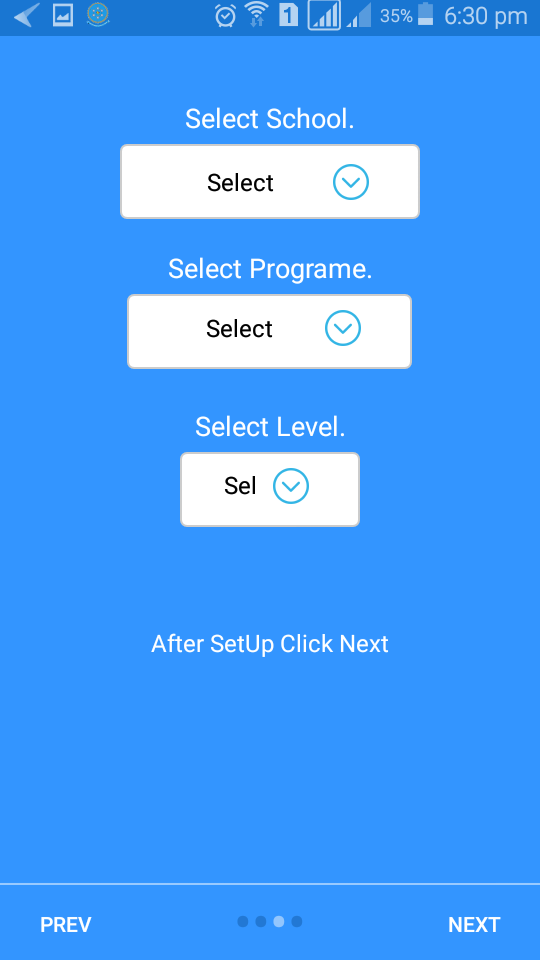 1 35% 6:30 pm
Select School.
Select
Select Programe.
Select
Select Level.
Sel
After SetUp Click Next
PREV NEXT